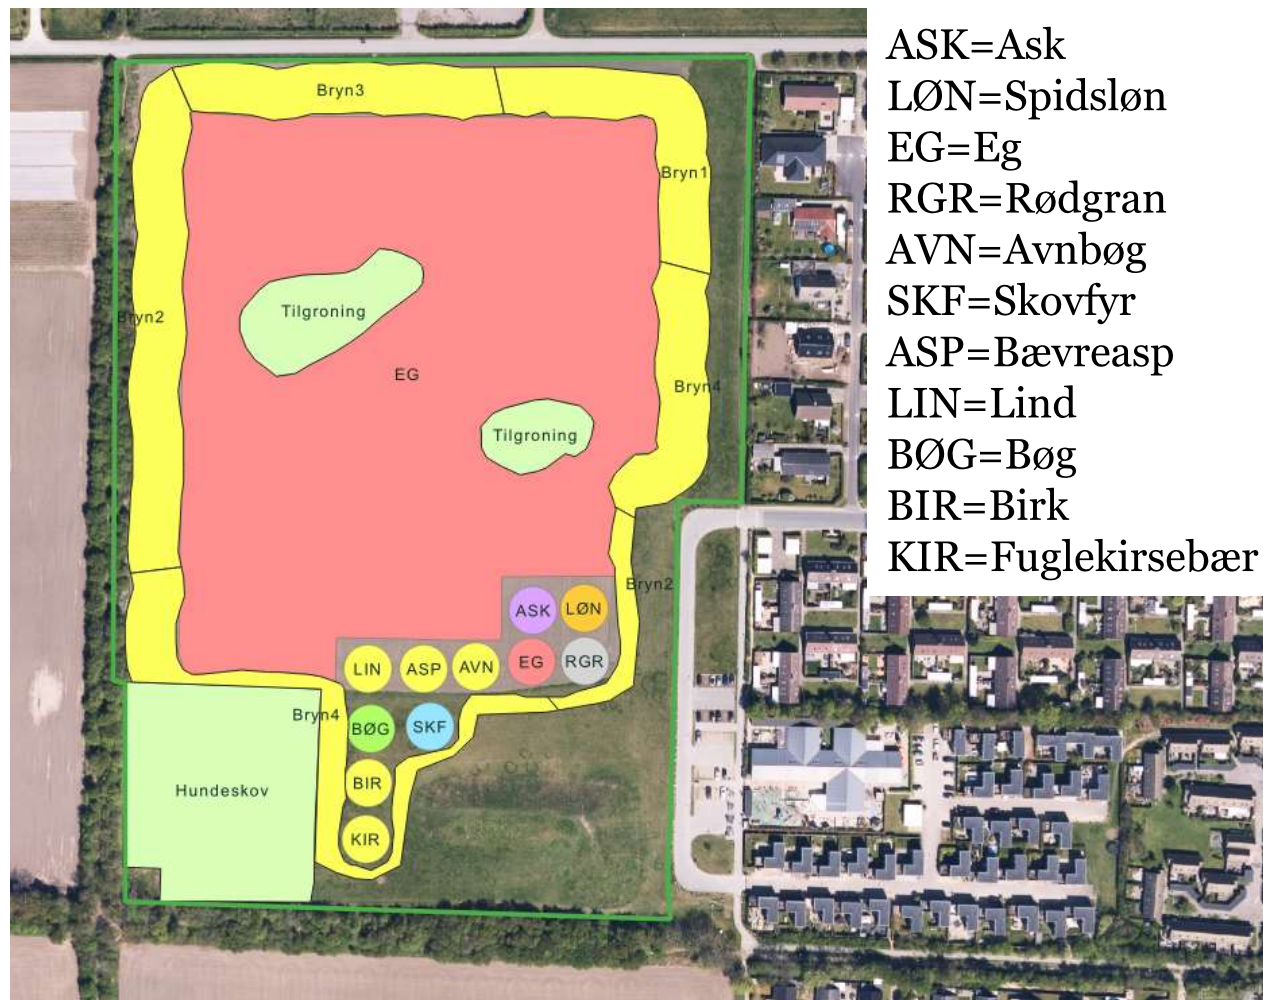 ASK=Ask
LØN=Spidsløn
EG=Eg
RGR=Rødgran
AVN=Avnbøg
SKF=Skovfyr
ASP=Bævreasp
LIN=Lind
BØG=Bøg
BIR=Birk
KIR=Fuglekirsebær
Bryn3
Bryn1
Bryn2
Tilgroning
EG
Bryn4
Tilgroning
Bryn2
ASK LØN
LIN ASP AVN EG RGR
Bryn4
BØG SKF
BIR
Hundeskov
KIR